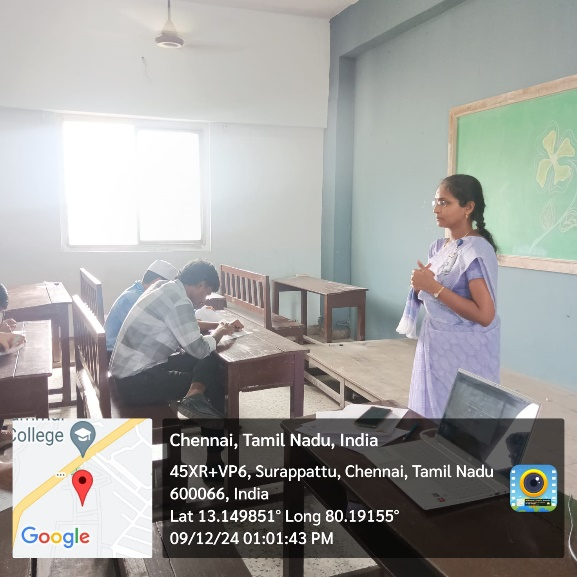 College
Google
Chennai, Tamil Nadu, India
45XR+VP6, Surappattu, Chennai, Tamil Nadu
600066, India
Lat 13.149851° Long 80.19155°
09/12/24 01:01:43 PM